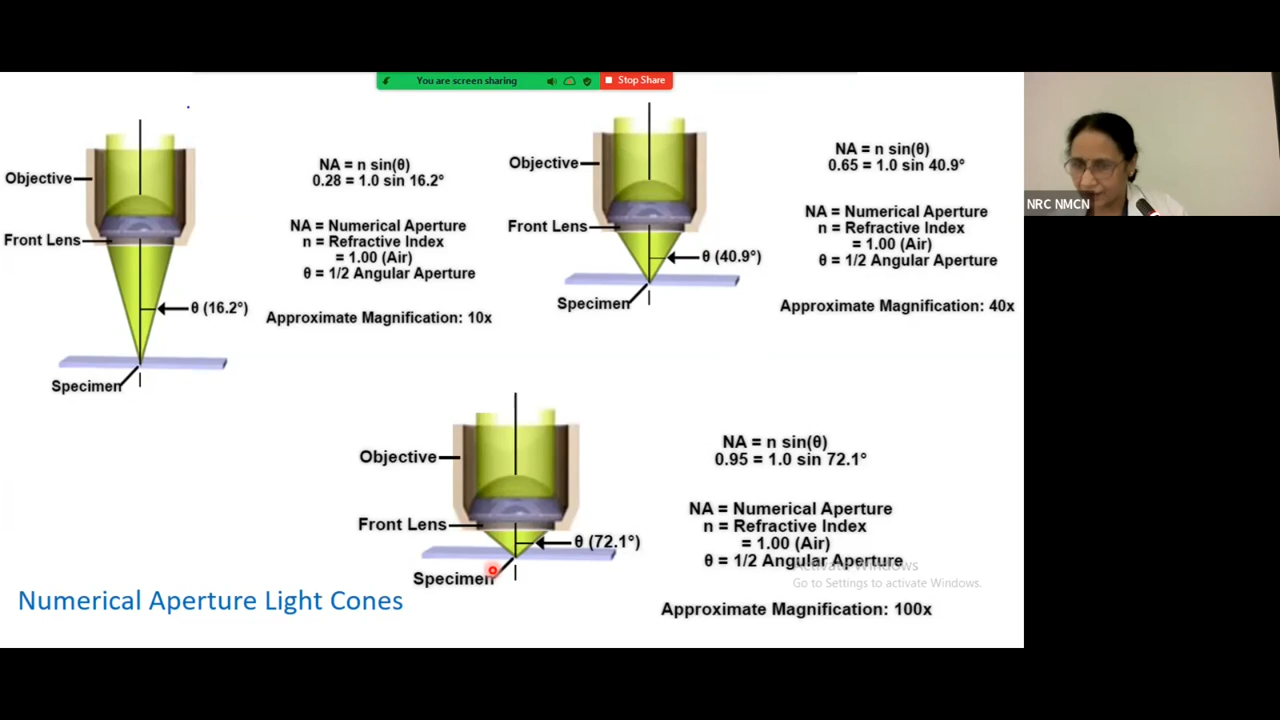 You are screen sharing
Stop Share
NRC NMCN
Objective
Front Lens
θ (16.2°)
Specimen
NA = n sin(θ)
0.28 = 1.0 sin 16.2°
NA = Numerical Aperture
n = Refractive Index
= 1.00 (Air)
θ = 1/2 Angular Aperture
Approximate Magnification: 10x
Objective
Front Lens
θ (40.9°)
Specimen
NA = n sin(θ)
0.65 = 1.0 sin 40.9°
NA = Numerical Aperture
n = Refractive Index
= 1.00 (Air)
θ = 1/2 Angular Aperture
Approximate Magnification: 40x
Objective
Front Lens
θ (72.1°)
Specimen
NA = n sin(θ)
0.95 = 1.0 sin 72.1°
NA = Numerical Aperture
n = Refractive Index
= 1.00 (Air)
θ = 1/2 Angular Aperture
Approximate Magnification: 100x
Activate Windows
Go to Settings to activate Windows.
Numerical Aperture Light Cones